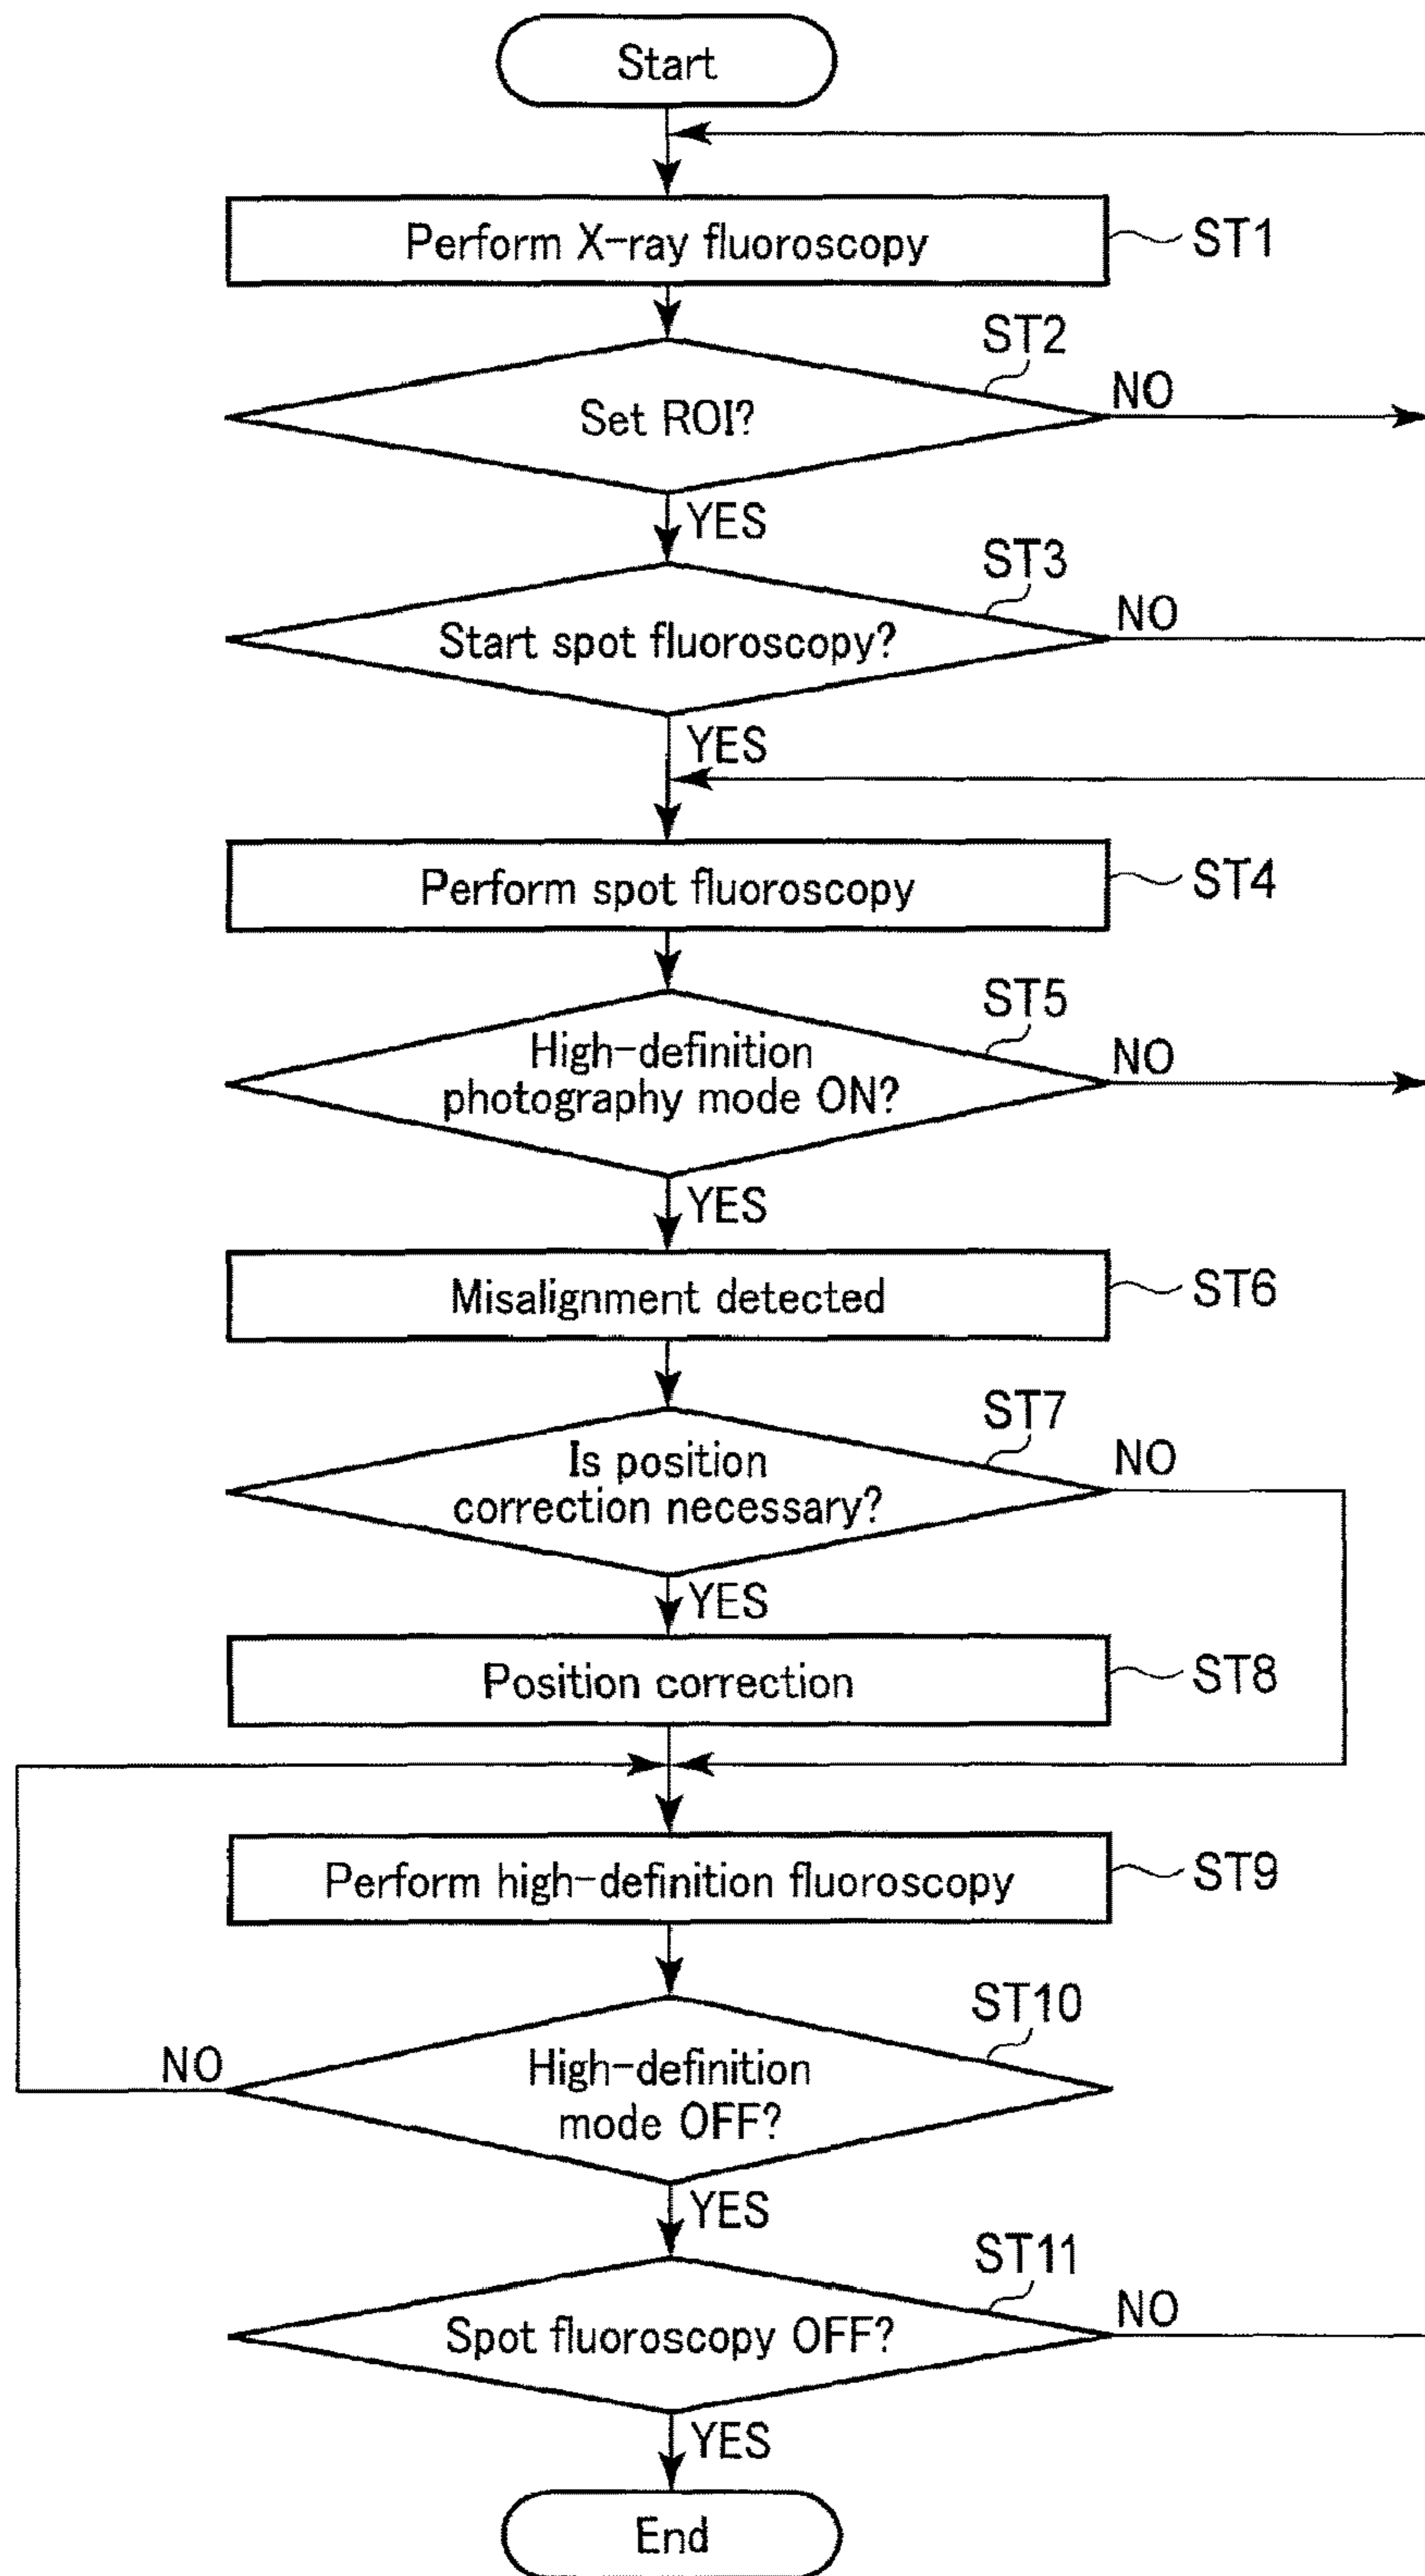 Start
Perform X-ray fluoroscopy
ST1
ST2
Set ROI?
NO
YES
ST3
Start spot fluoroscopy?
NO
YES
Perform spot fluoroscopy
ST4
ST5
High-definition
photography mode ON?
NO
YES
Misalignment detected
ST6
ST7
Is position
correction necessary?
NO
YES
Position correction
ST8
Perform high-definition fluoroscopy
ST9
ST10
High-definition
mode OFF?
NO
YES
ST11
Spot fluoroscopy OFF?
NO
YES
End